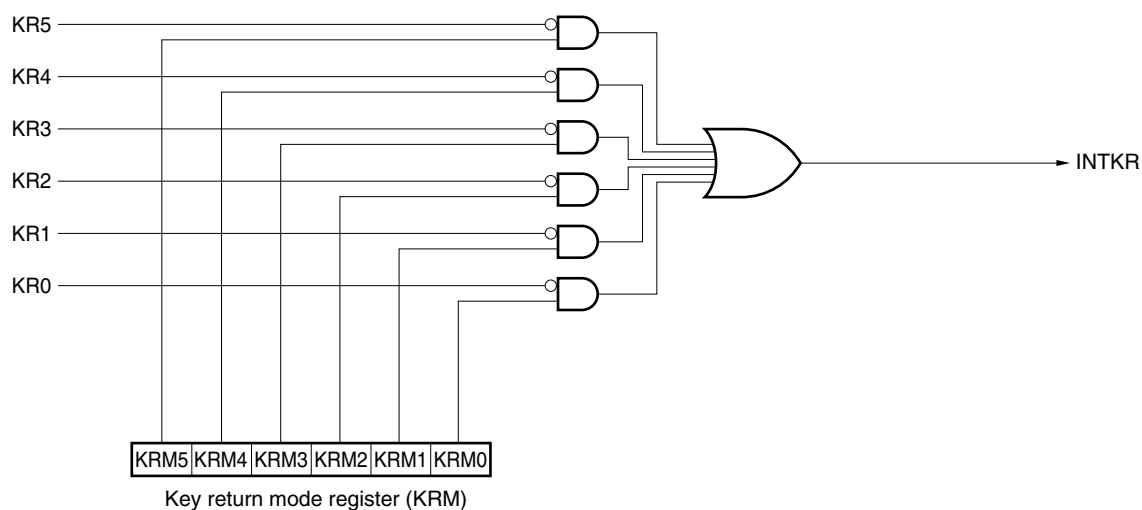 KR5
KR4
KR3
INTKR
KR2
KR1
KR0
KRM5 KRM4 KRM3 KRM2 KRM1 KRM0
Key return mode register (KRM)